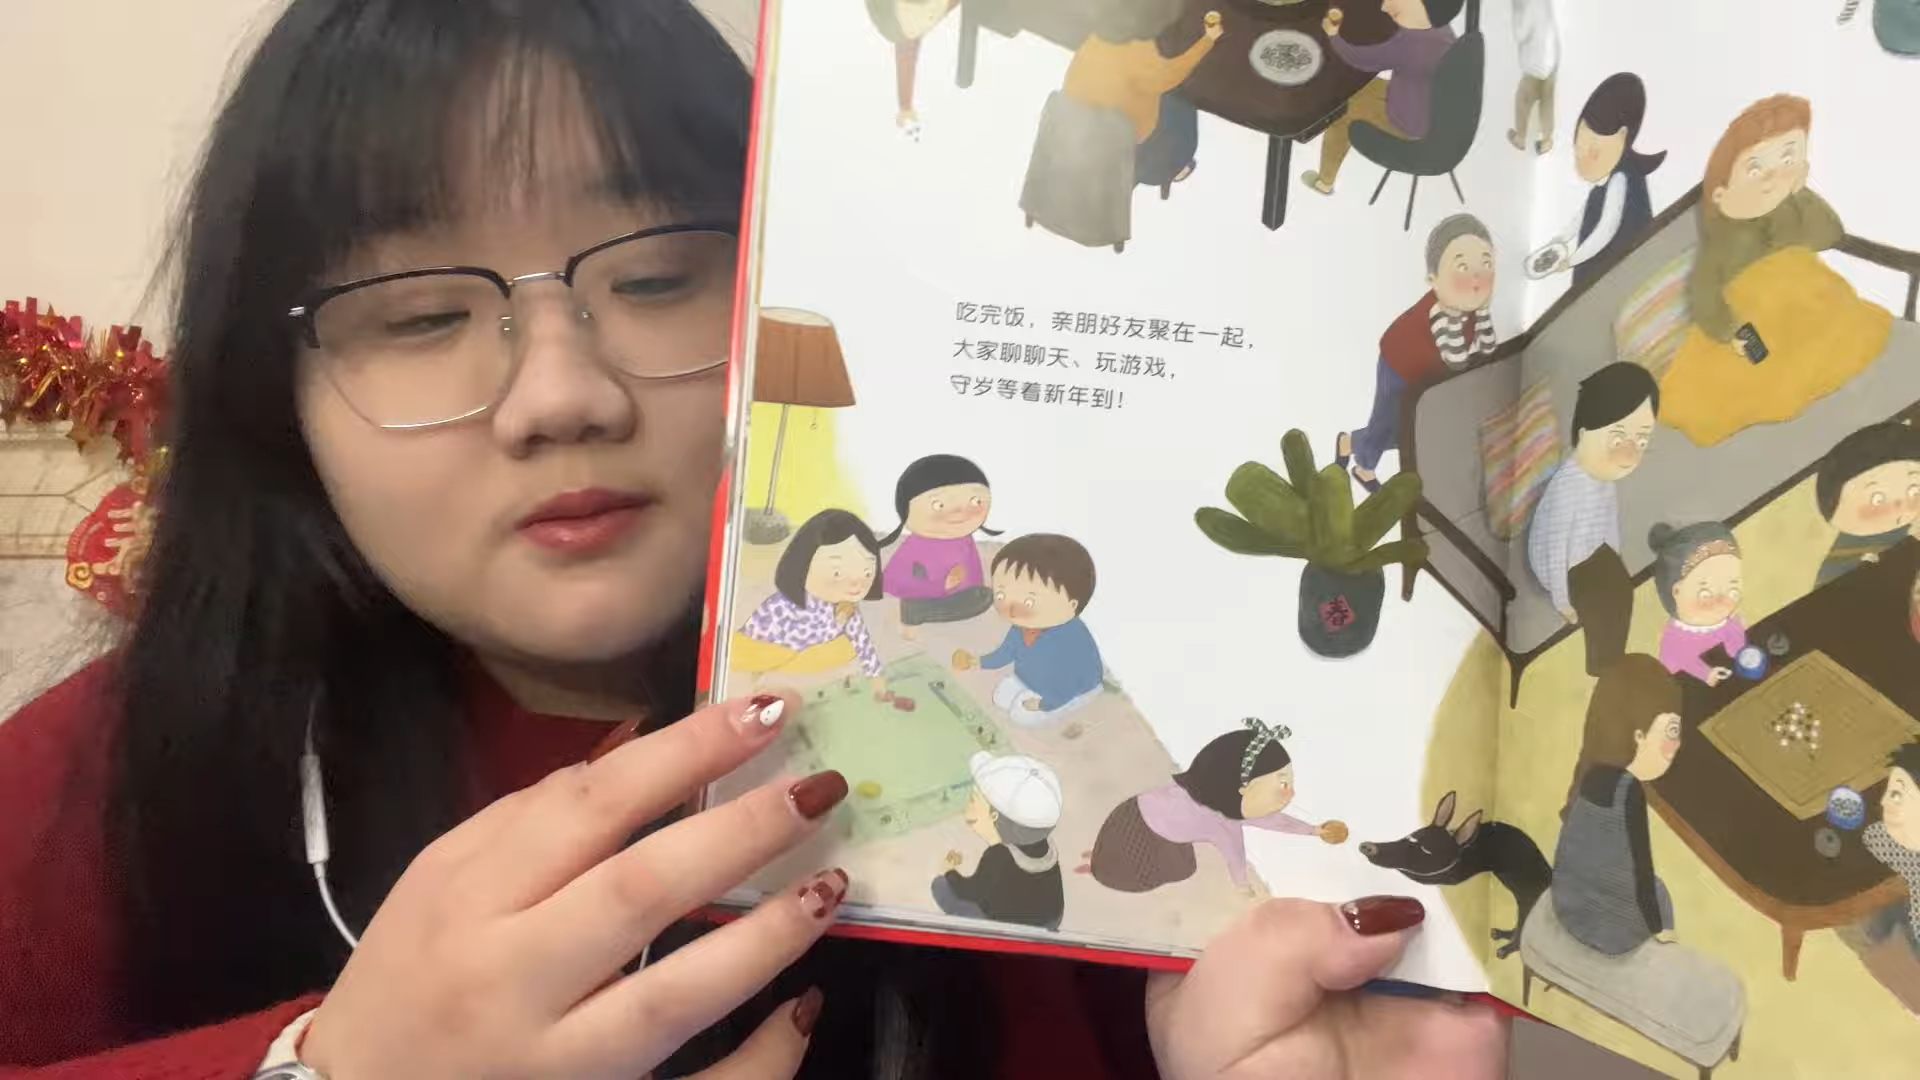 吃完饭，亲朋好友聚在一起，
大家聊聊天、玩游戏，
守岁等着新年到！
春